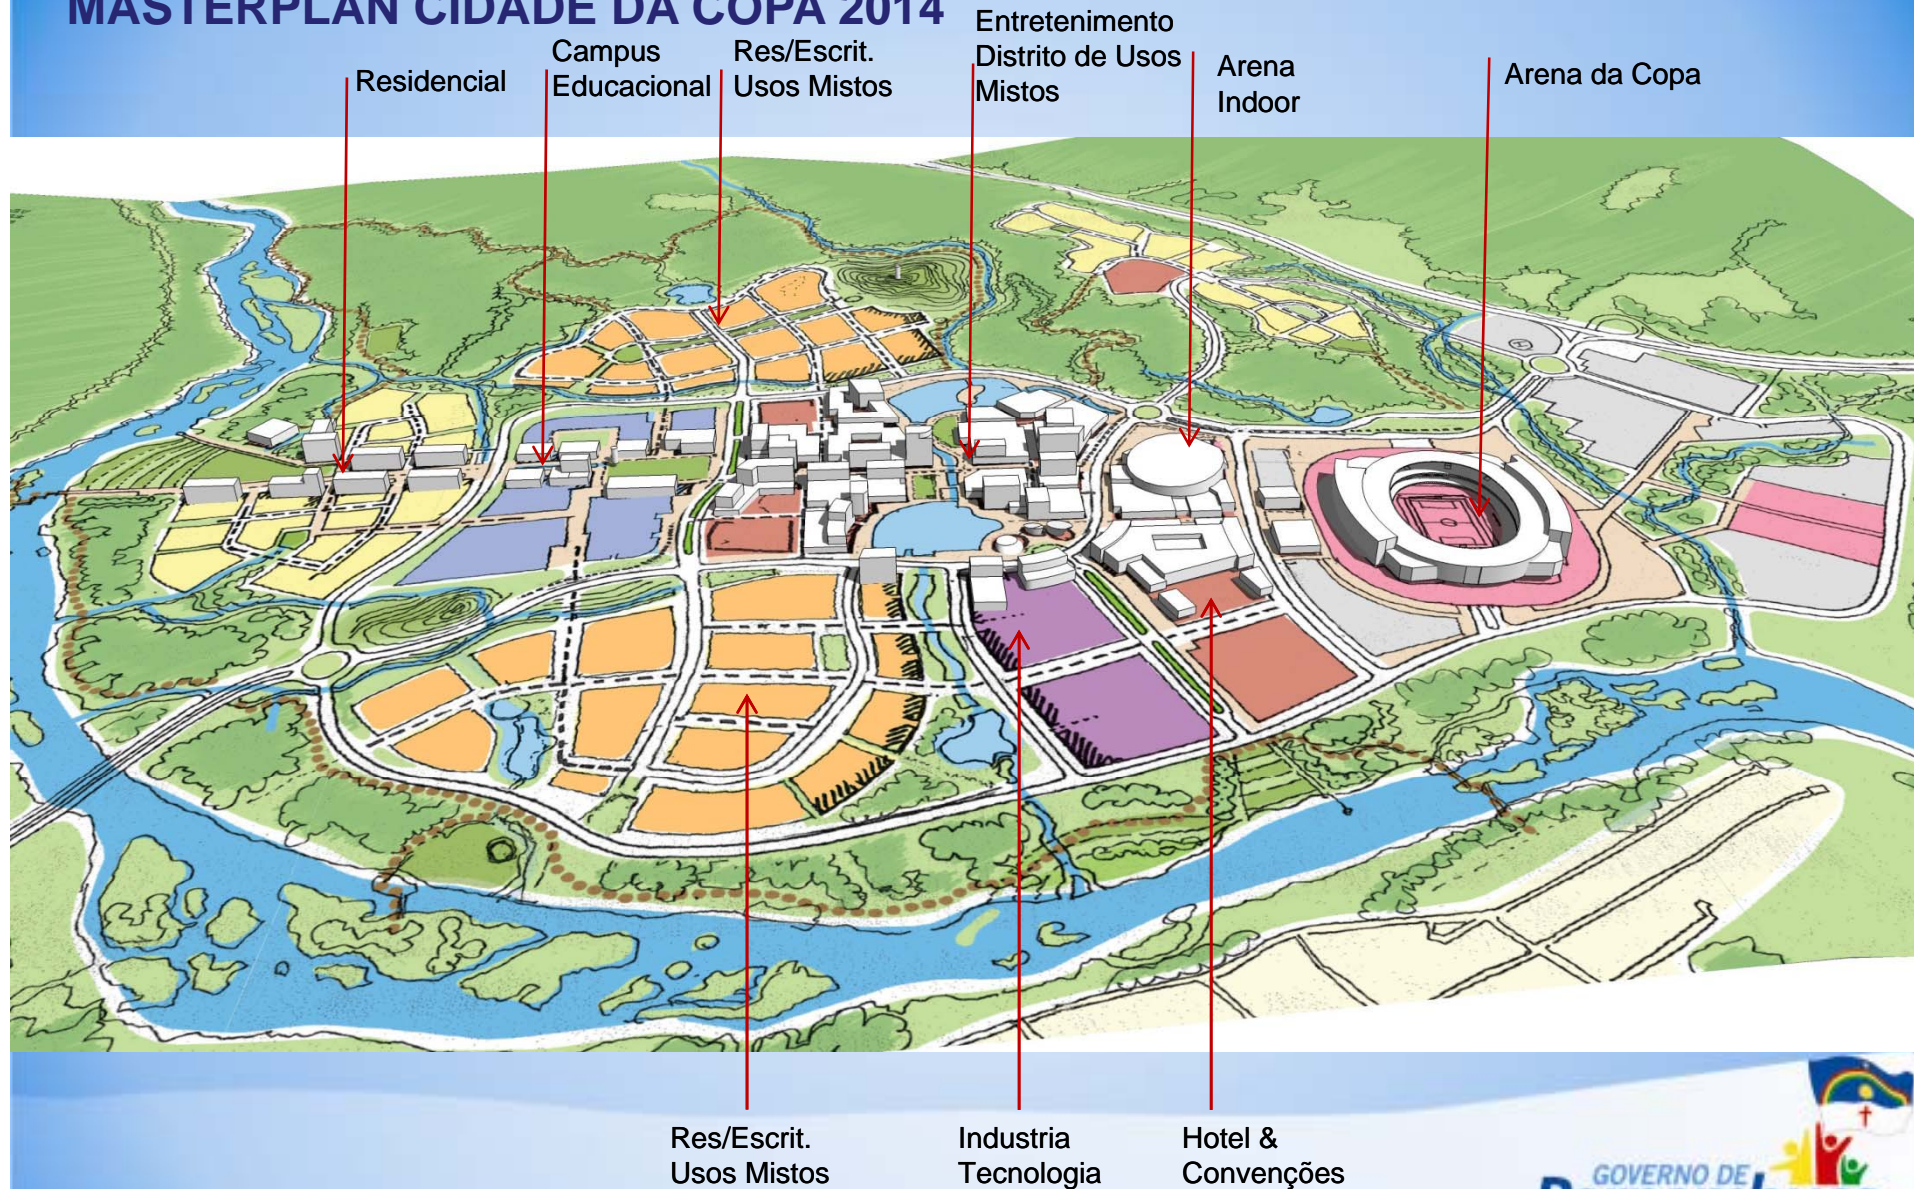 MASTERPLAN CIDADE DA COPA 2014
Residencial
Campus
Educacional
Res/Escrit.
Usos Mistos
Entretenimento
Distrito de Usos
Mistos
Arena
Indoor
Arena da Copa
Res/Escrit.
Usos Mistos
Industria
Tecnologia
Hotel &
Convenções
GOVERNO DE